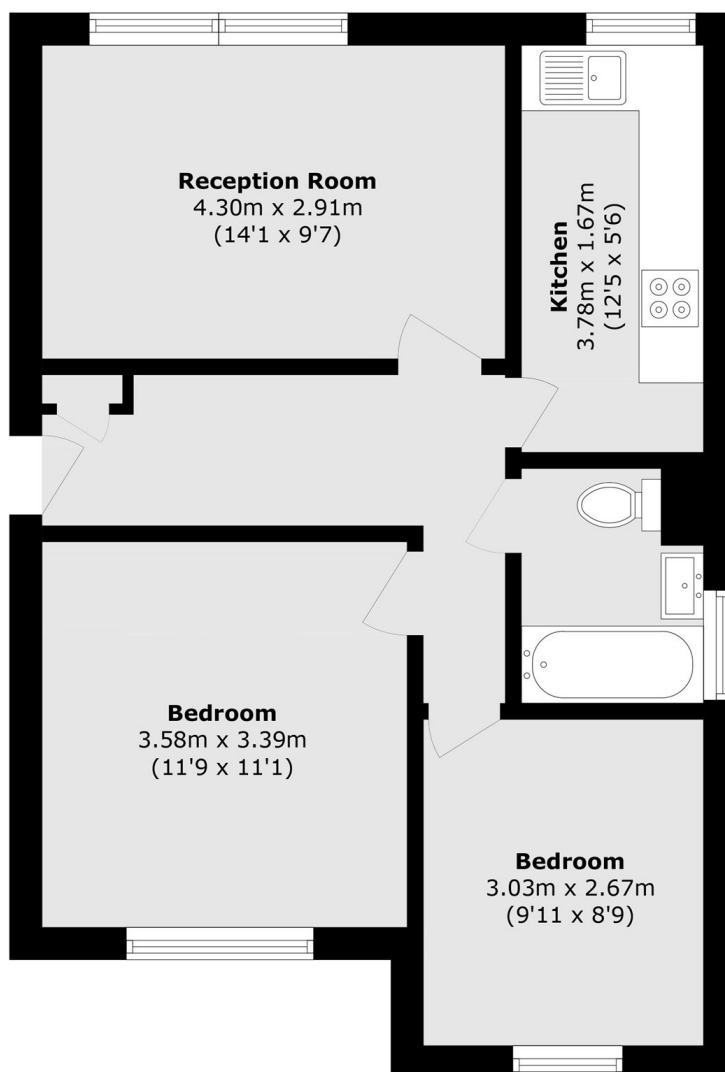 Reception Room
4.30m x 2.91m
(14'1 x 9'7)
Kitchen
3.78m x 1.67m
(12'5 x 5'6)
Bedroom
3.58m x 3.39m
(11'9 x 11'1)
Bedroom
3.03m x 2.67m
(9'11 x 8'9)